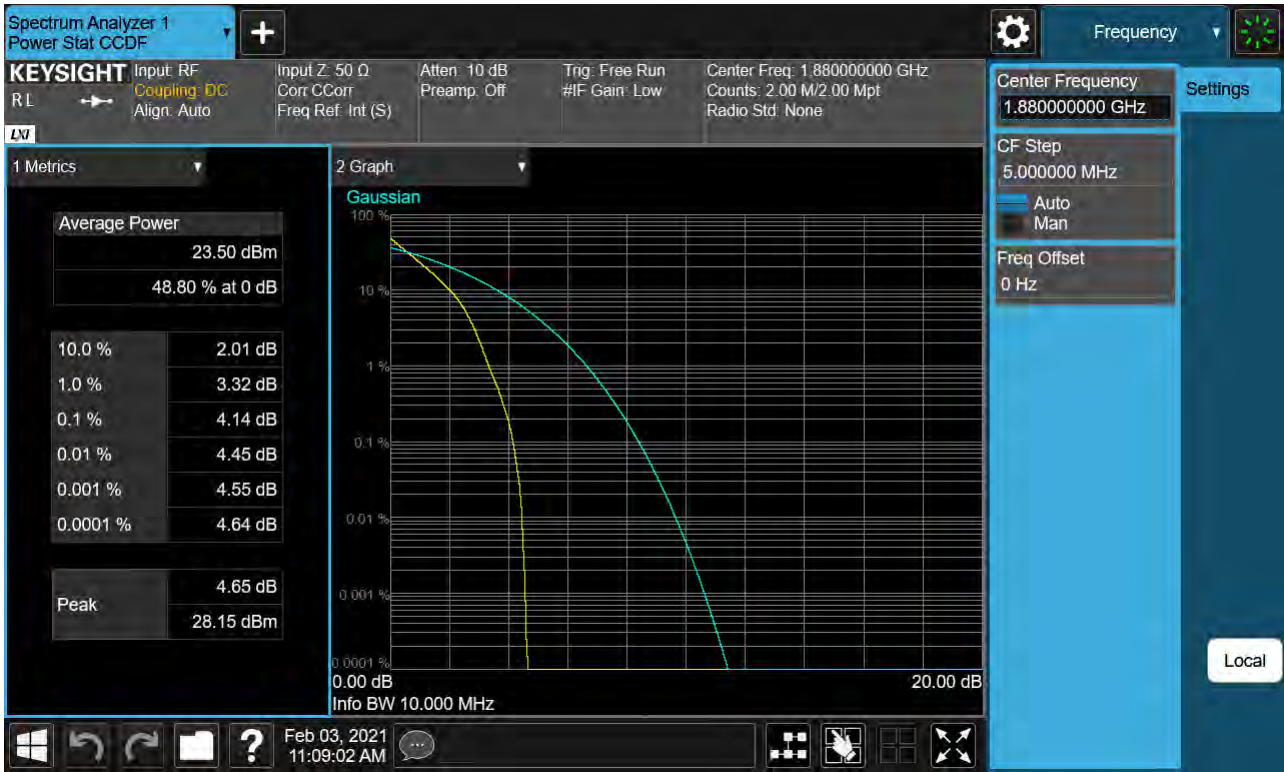 Spectrum Analyzer 1
Power Stat CCDF
+
Frequency
KEYSIGHT
RL
LXI
Input: RF
Coupling: DC
Align: Auto
Input Z: 50 Ω
Corr CCorr
Freq Ref: Int (S)
Atten: 10 dB
Preamp: Off
Trig: Free Run
#IF Gain: Low
Center Freq: 1.880000000 GHz
Counts: 2.00 M/2.00 Mpt
Radio Std: None
Center Frequency
1.880000000 GHz
CF Step
5.000000 MHz
Auto
Man
Freq Offset
0 Hz
Settings
Local
1 Metrics
Average Power
23.50 dBm
48.80 % at 0 dB
10.0 % 2.01 dB
1.0 % 3.32 dB
0.1 % 4.14 dB
0.01 % 4.45 dB
0.001 % 4.55 dB
0.0001 % 4.64 dB
Peak
4.65 dB
28.15 dBm
2 Graph
Gaussian
100 %
10 %
1 %
0.1 %
0.01 %
0.001 %
0.0001 %
0.00 dB 20.00 dB
Info BW 10.000 MHz
?
Feb 03, 2021
11:09:02 AM